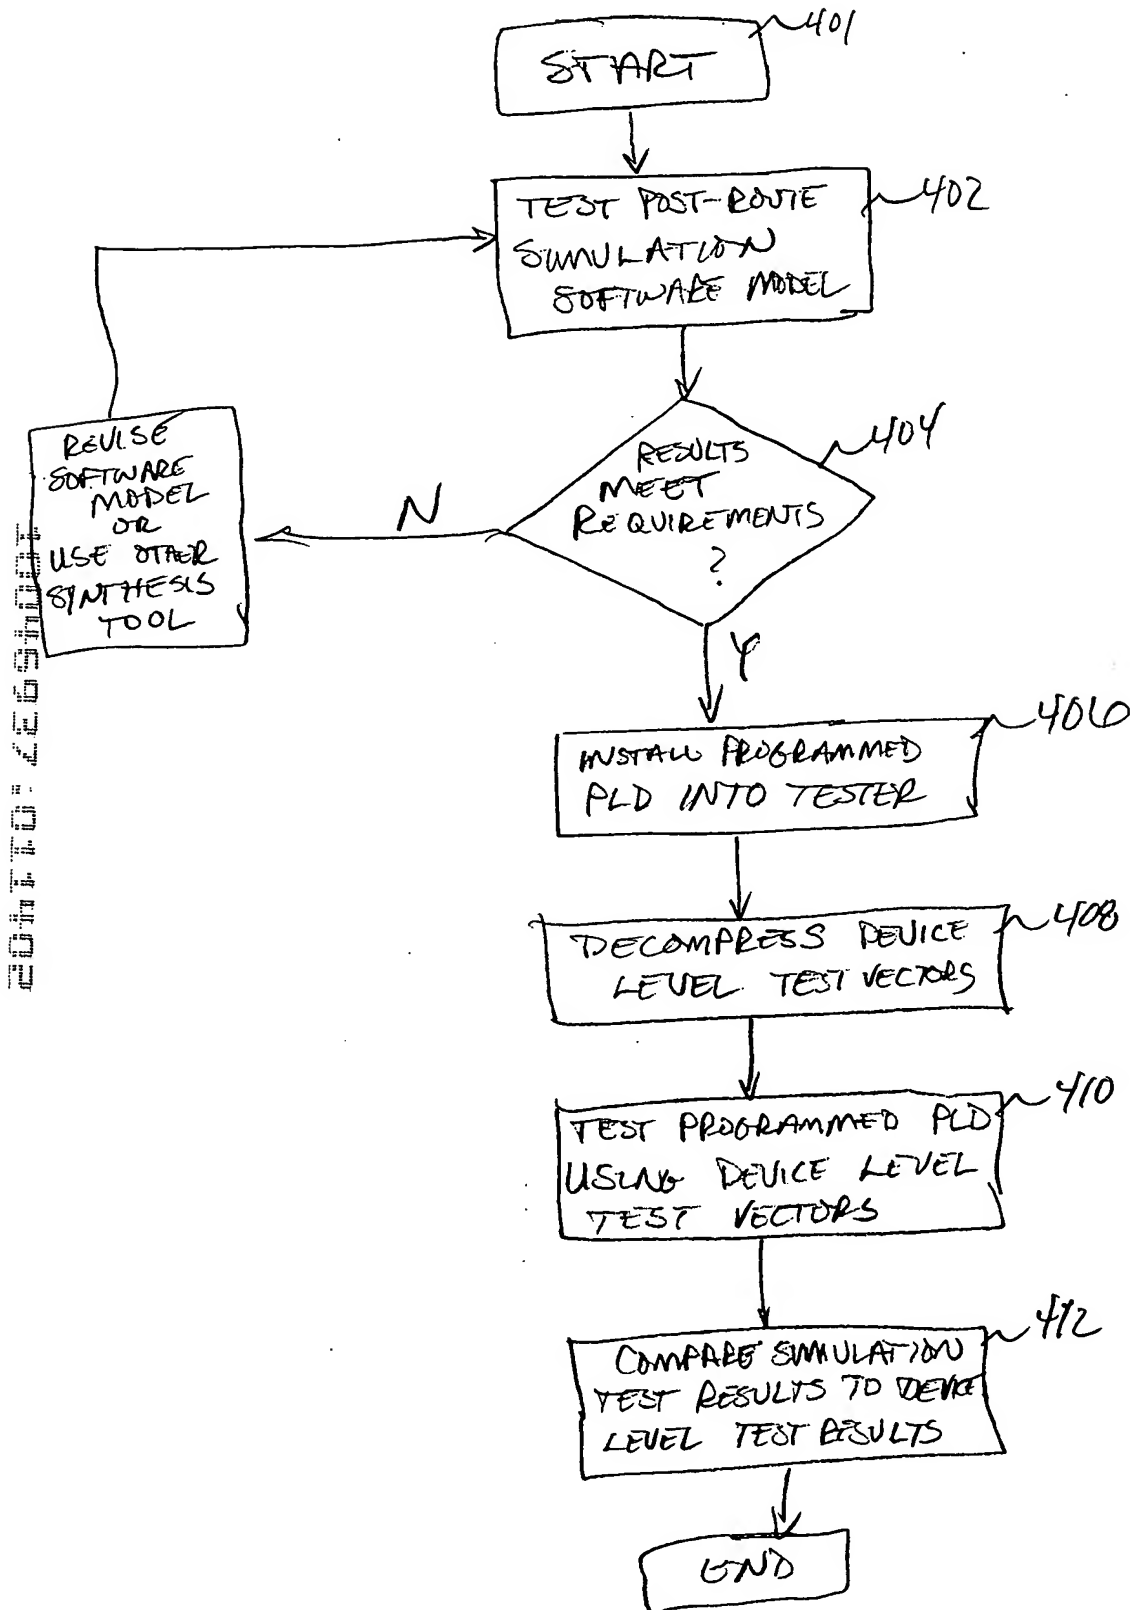 401
START
402
TEST POST-ROUTE
SIMULATION
SOFTWARE MODEL
404
RESULTS
MEET
REQUIREMENTS
?
N
REVISE
SOFTWARE
MODEL
OR
USE OTHER
SYNTHESIS
TOOL
Y
406
INSTALL PROGRAMMED
PLD INTO TESTER
408
DECOMPRESS DEVICE
LEVEL TEST VECTORS
410
TEST PROGRAMMED PLD
USING DEVICE LEVEL
TEST VECTORS
412
COMPARE SIMULATION
TEST RESULTS TO DEVICE
LEVEL TEST RESULTS
END